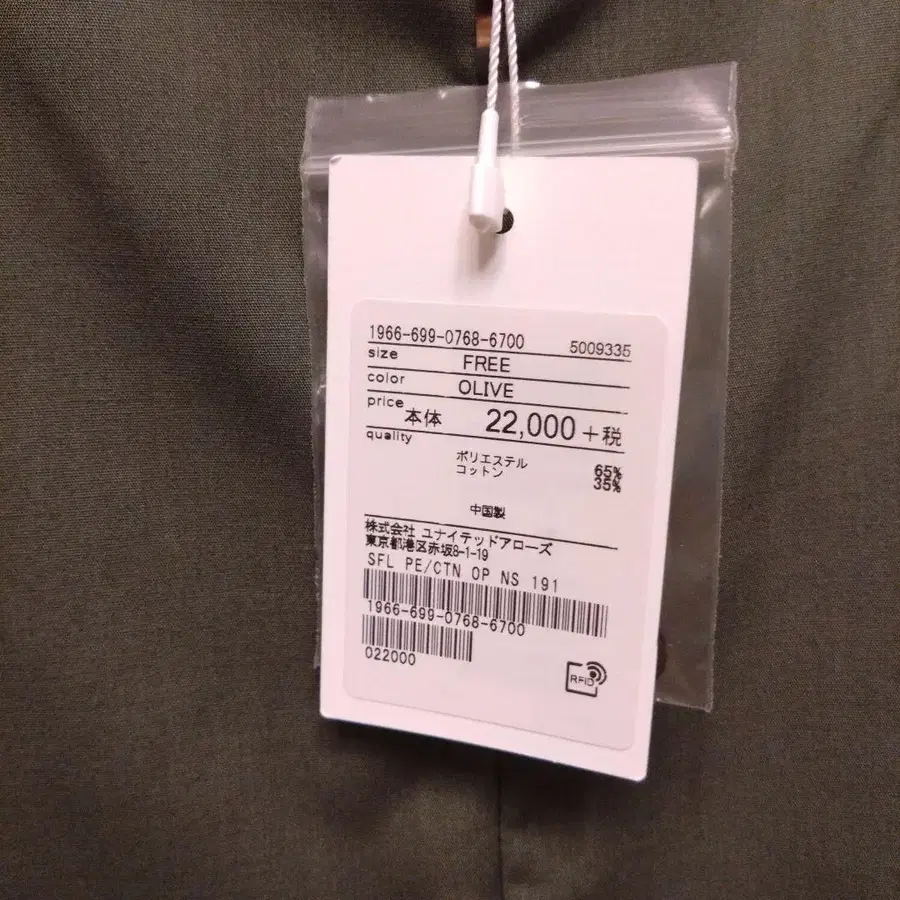 1966-699-0768-6700 5009335
size FREE
color OLIVE
price 本体 22,000 +税
quality
ポリエステル 65%
コットン 35%
中国製
株式会社 ユナイテッドアローズ
東京都港区赤坂8-1-19
SFL PE/CTN OP NS 191
1966-699-0768-6700
022000
RFID